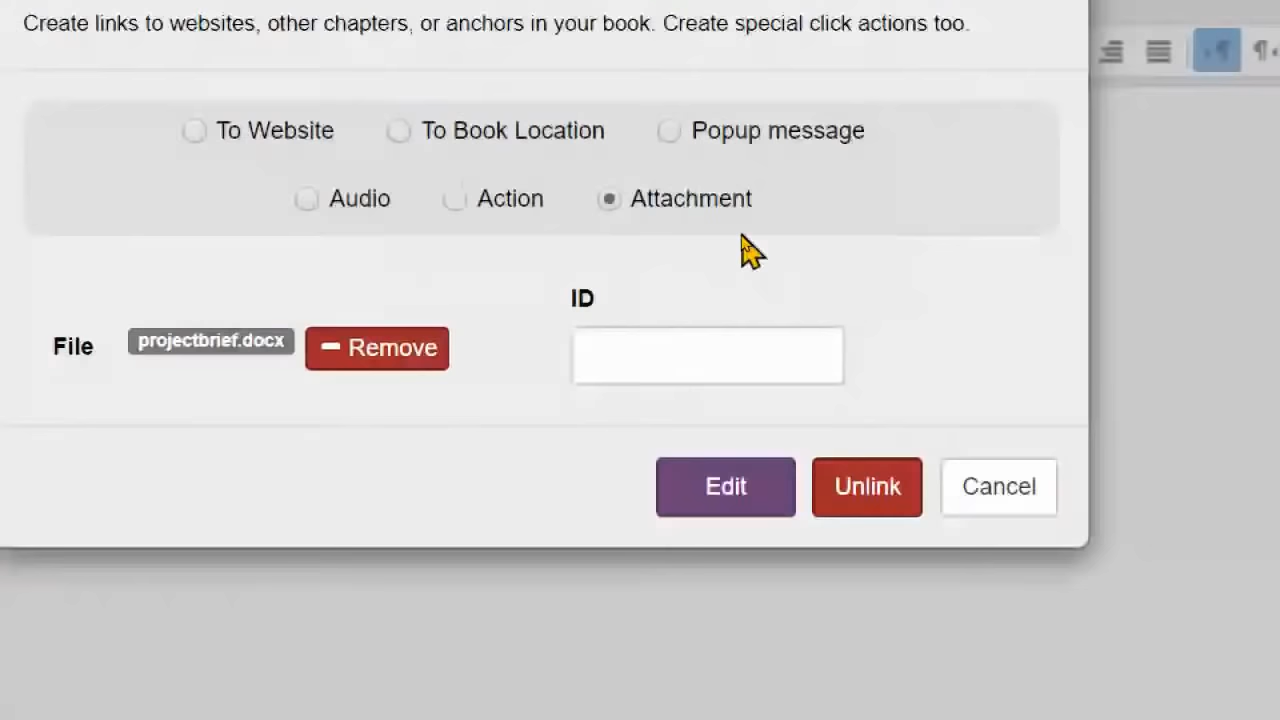 Create links to websites, other chapters, or anchors in your book. Create special click actions too.
To Website To Book Location Popup message
Audio Action Attachment
ID
File projectbrief.docx Remove
Edit Unlink Cancel